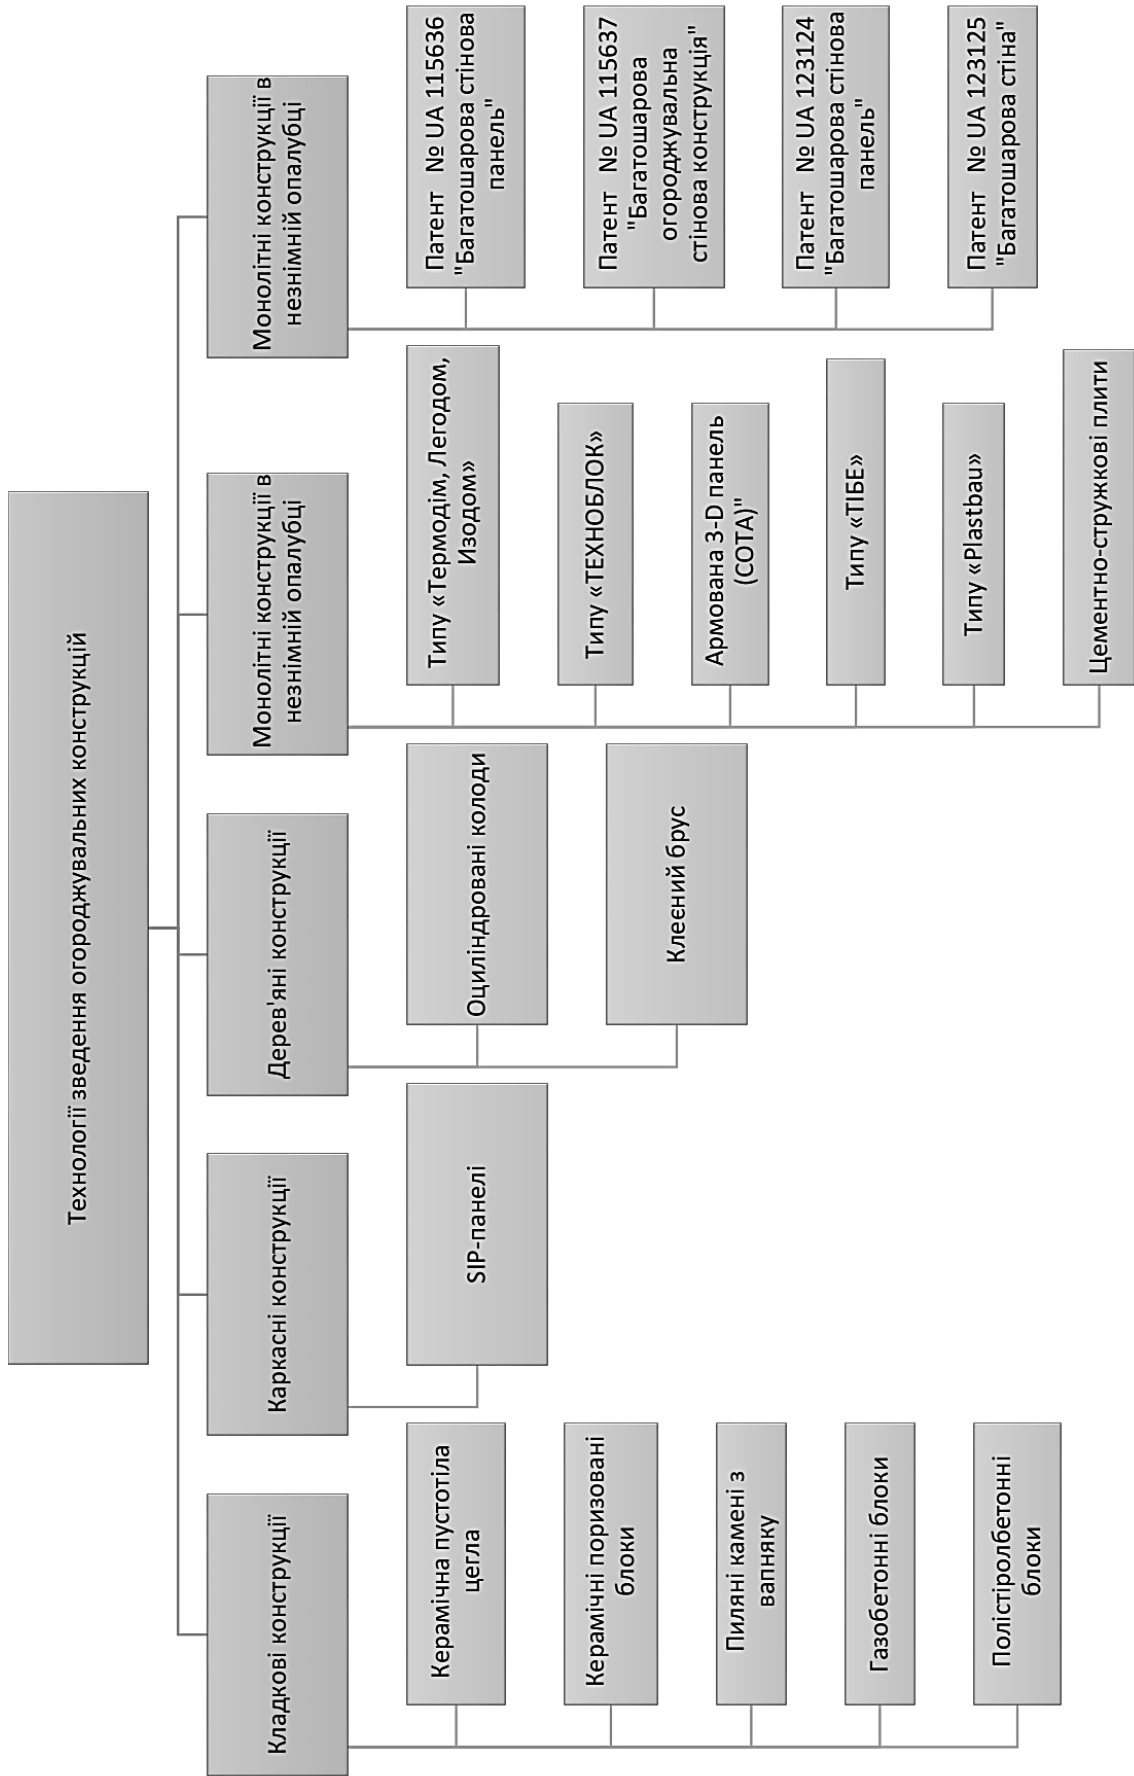 Технології зведення огороджувальних конструкцій
Кладкові конструкції
Керамічна пустотіла
цегла
Керамічні поризовані
блоки
Пиляні камені з
вапняку
Газобетонні блоки
Полістіролбетонні
блоки
Каркасні конструкції
SIP-панелі
Дерев'яні конструкції
Оциліндровані колоди
Клеєний брус
Монолітні конструкції в
незнімній опалубці
Типу «Термодім, Легодом,
Изодом»
Типу «ТЕХНОБЛОК»
Армована 3-D панель
(СОТА)"
Типу «ТІБЕ»
Типу «Plastbau»
Цементно-стружкові плити
Монолітні конструкції в
незнімній опалубці
Патент № UA 115636
"Багатошарова стінова
панель"
Патент № UA 115637
"Багатошарова
огороджувальна
стінова конструкція"
Патент № UA 123124
"Багатошарова стінова
панель"
Патент № UA 123125
"Багатошарова стіна"